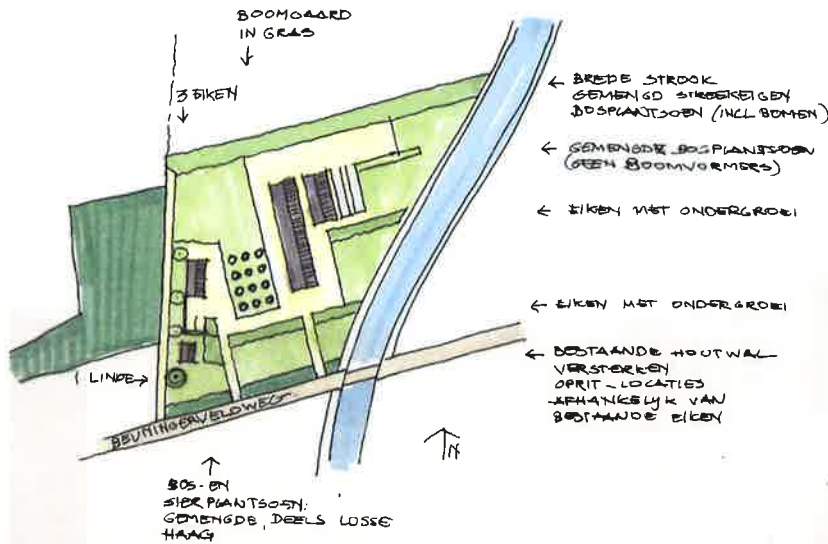 BOOMGAARD
IN GRAS
3 EIKEN
← BREDE STROOK
GEMENGD STREEKEIGEN
BOSPLANTSOEN (INCL BOMEN)
← GEMENGDE BOSPLANTSOEN
(GEEN BOOMVORMERS)
← EIKEN MET ONDERGROEI
← EIKEN MET ONDERGROEI
← BESTAANDE HOUTWAL
VERSTERKEN
OPRIT-LOCATIES
AFHANKELIJK VAN
BESTAANDE EIKEN
1 LINDE →
BEUNINGERVELDWEG
N
BOS- EN
SIERPLANTSOEN:
GEMENGDE, DEELS LOSSE
HAAG